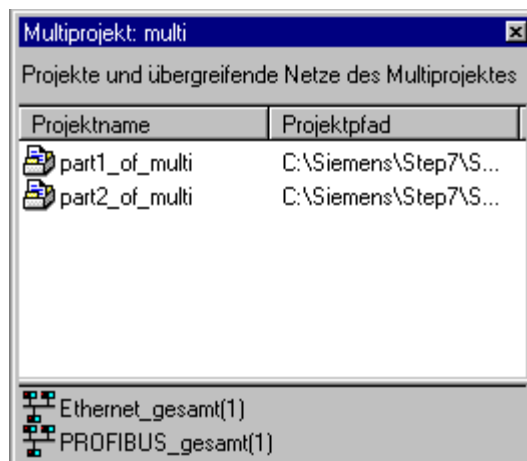 Multiprojekt: multi
Projekte und übergreifende Netze des Multiprojektes
Projektname Projektpfad
part1_of_multi C:\Siemens\Step7\S...
part2_of_multi C:\Siemens\Step7\S...
Ethernet_gesamt(1)
PROFIBUS_gesamt(1)